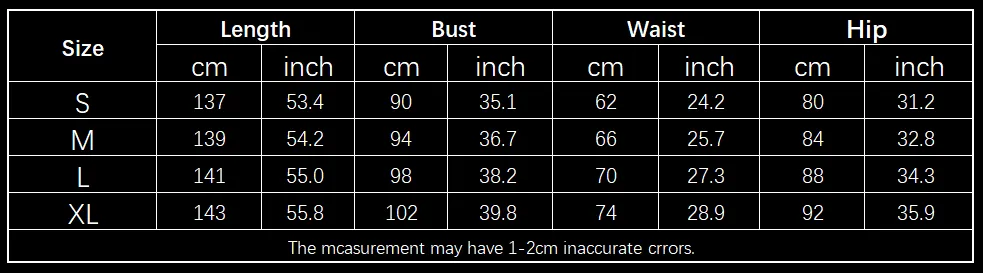 Size Length Bust Waist Hip
cm inch cm inch cm inch cm inch
S 137 53.4 90 35.1 62 24.2 80 31.2
M 139 54.2 94 36.7 66 25.7 84 32.8
L 141 55.0 98 38.2 70 27.3 88 34.3
XL 143 55.8 102 39.8 74 28.9 92 35.9
The mcasurement may have 1-2cm inaccurate crrors.